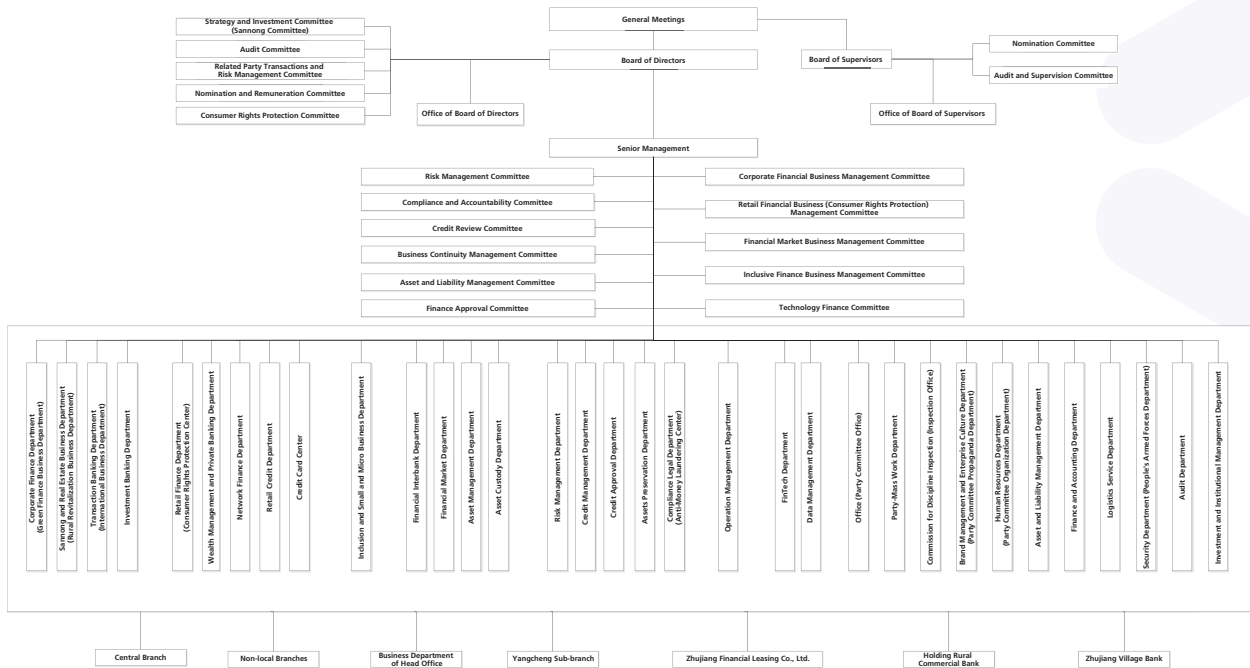 General Meetings
Strategy and Investment Committee
(Sannong Committee)
Audit Committee
Related Party Transactions and
Risk Management Committee
Nomination and Remuneration Committee
Consumer Rights Protection Committee
Board of Directors
Board of Supervisors
Nomination Committee
Audit and Supervision Committee
Office of Board of Directors
Office of Board of Supervisors
Senior Management
Risk Management Committee
Compliance and Accountability Committee
Credit Review Committee
Business Continuity Management Committee
Asset and Liability Management Committee
Finance Approval Committee
Corporate Financial Business Management Committee
Retail Financial Business (Consumer Rights Protection)
Management Committee
Financial Market Business Management Committee
Inclusive Finance Business Management Committee
Technology Finance Committee
Corporate Finance Department
(Green Finance Business Department)
Sannong and Real Estate Business Department
(Rural Revitalization Business Department)
Transaction Banking Department
(International Business Department)
Investment Banking Department
Retail Finance Department
(Consumer Rights Protection Center)
Wealth Management and Private Banking Department
Network Finance Department
Retail Credit Department
Credit Card Center
Inclusion and Small and Micro Business Department
Financial Interbank Department
Financial Market Department
Asset Management Department
Asset Custody Department
Risk Management Department
Credit Management Department
Credit Approval Department
Assets Preservation Department
Compliance Legal Department
(Anti-Money Laundering Center)
Operation Management Department
FinTech Department
Data Management Department
Office (Party Committee Office)
Party-Mass Work Department
Commission for Discipline Inspection (Inspection Office)
Brand Management and Enterprise Culture Department
(Party Committee Propaganda Department)
Human Resources Department
(Party Committee Organization Department)
Asset and Liability Management Department
Finance and Accounting Department
Logistics Service Department
Security Department (People's Armed Forces Department)
Audit Department
Investment and Institutional Management Department
Central Branch
Non-local Branches
Business Department
of Head Office
Yangcheng Sub-branch
Zhujiang Financial Leasing Co., Ltd.
Holding Rural
Commercial Bank
Zhujiang Village Bank